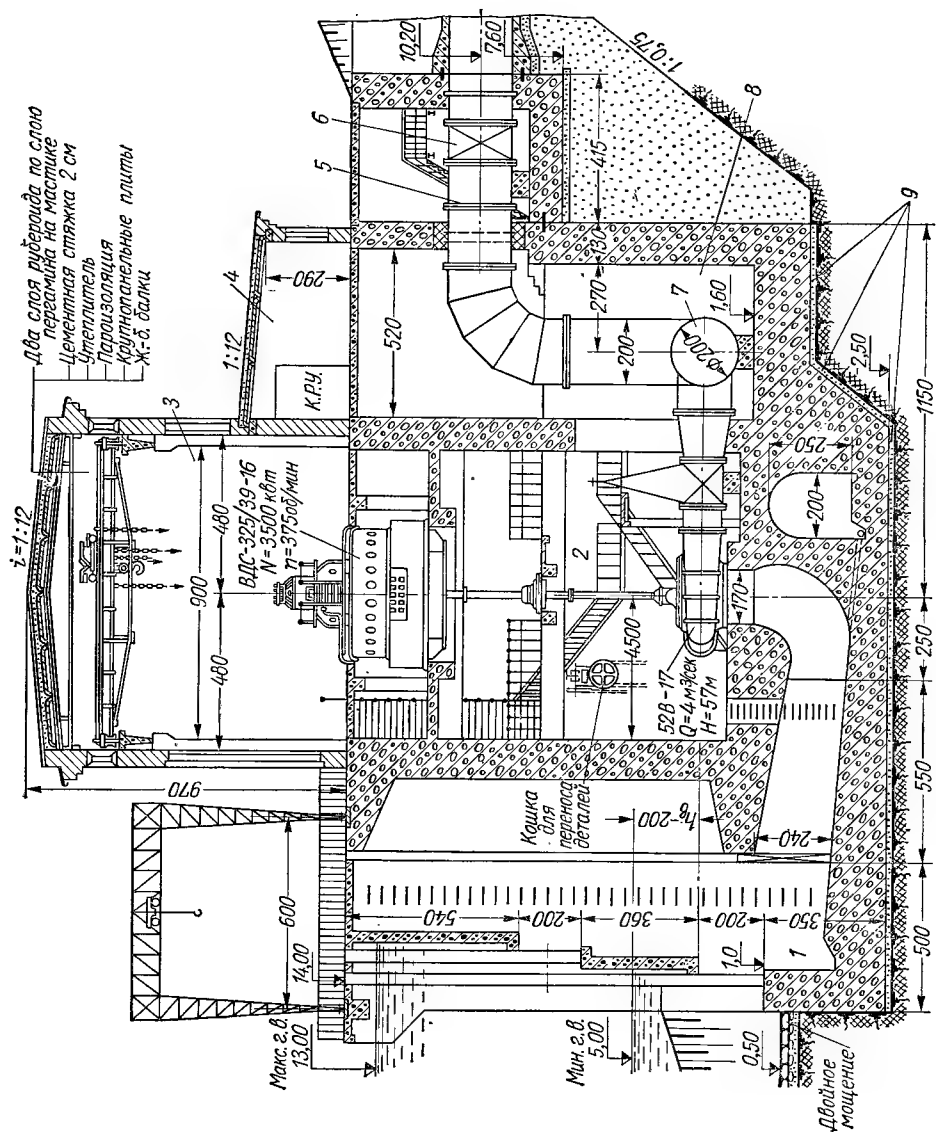 Два слоя рубероида по слою
пергамина на мастике
Цементная стяжка 2 см
Утеплитель
Пароизоляция
Крупнопанельные плиты
Ж.-б. балки
i=1:12
3
1:12
4
290
К.Р.У.
900
480
480
970
600
ВДС-325/39-16
N=3500 квт
n=375 об/мин
520
5
6
10,20
7,60
415
130
270
200
7
⌀200
1,60
8
1:0,75
9
2,50
250
200
2
4500
52В-17
Q=4 м³/сек
H=57м
170
Кошка
для
переноса
деталей
hб-200
240
14,00
Макс. г. в.
13,00
540
200
360
200
350
Мин. г. в.
5,00
1,0
1
0,50
Двойное
мощение
500
550
250
1150